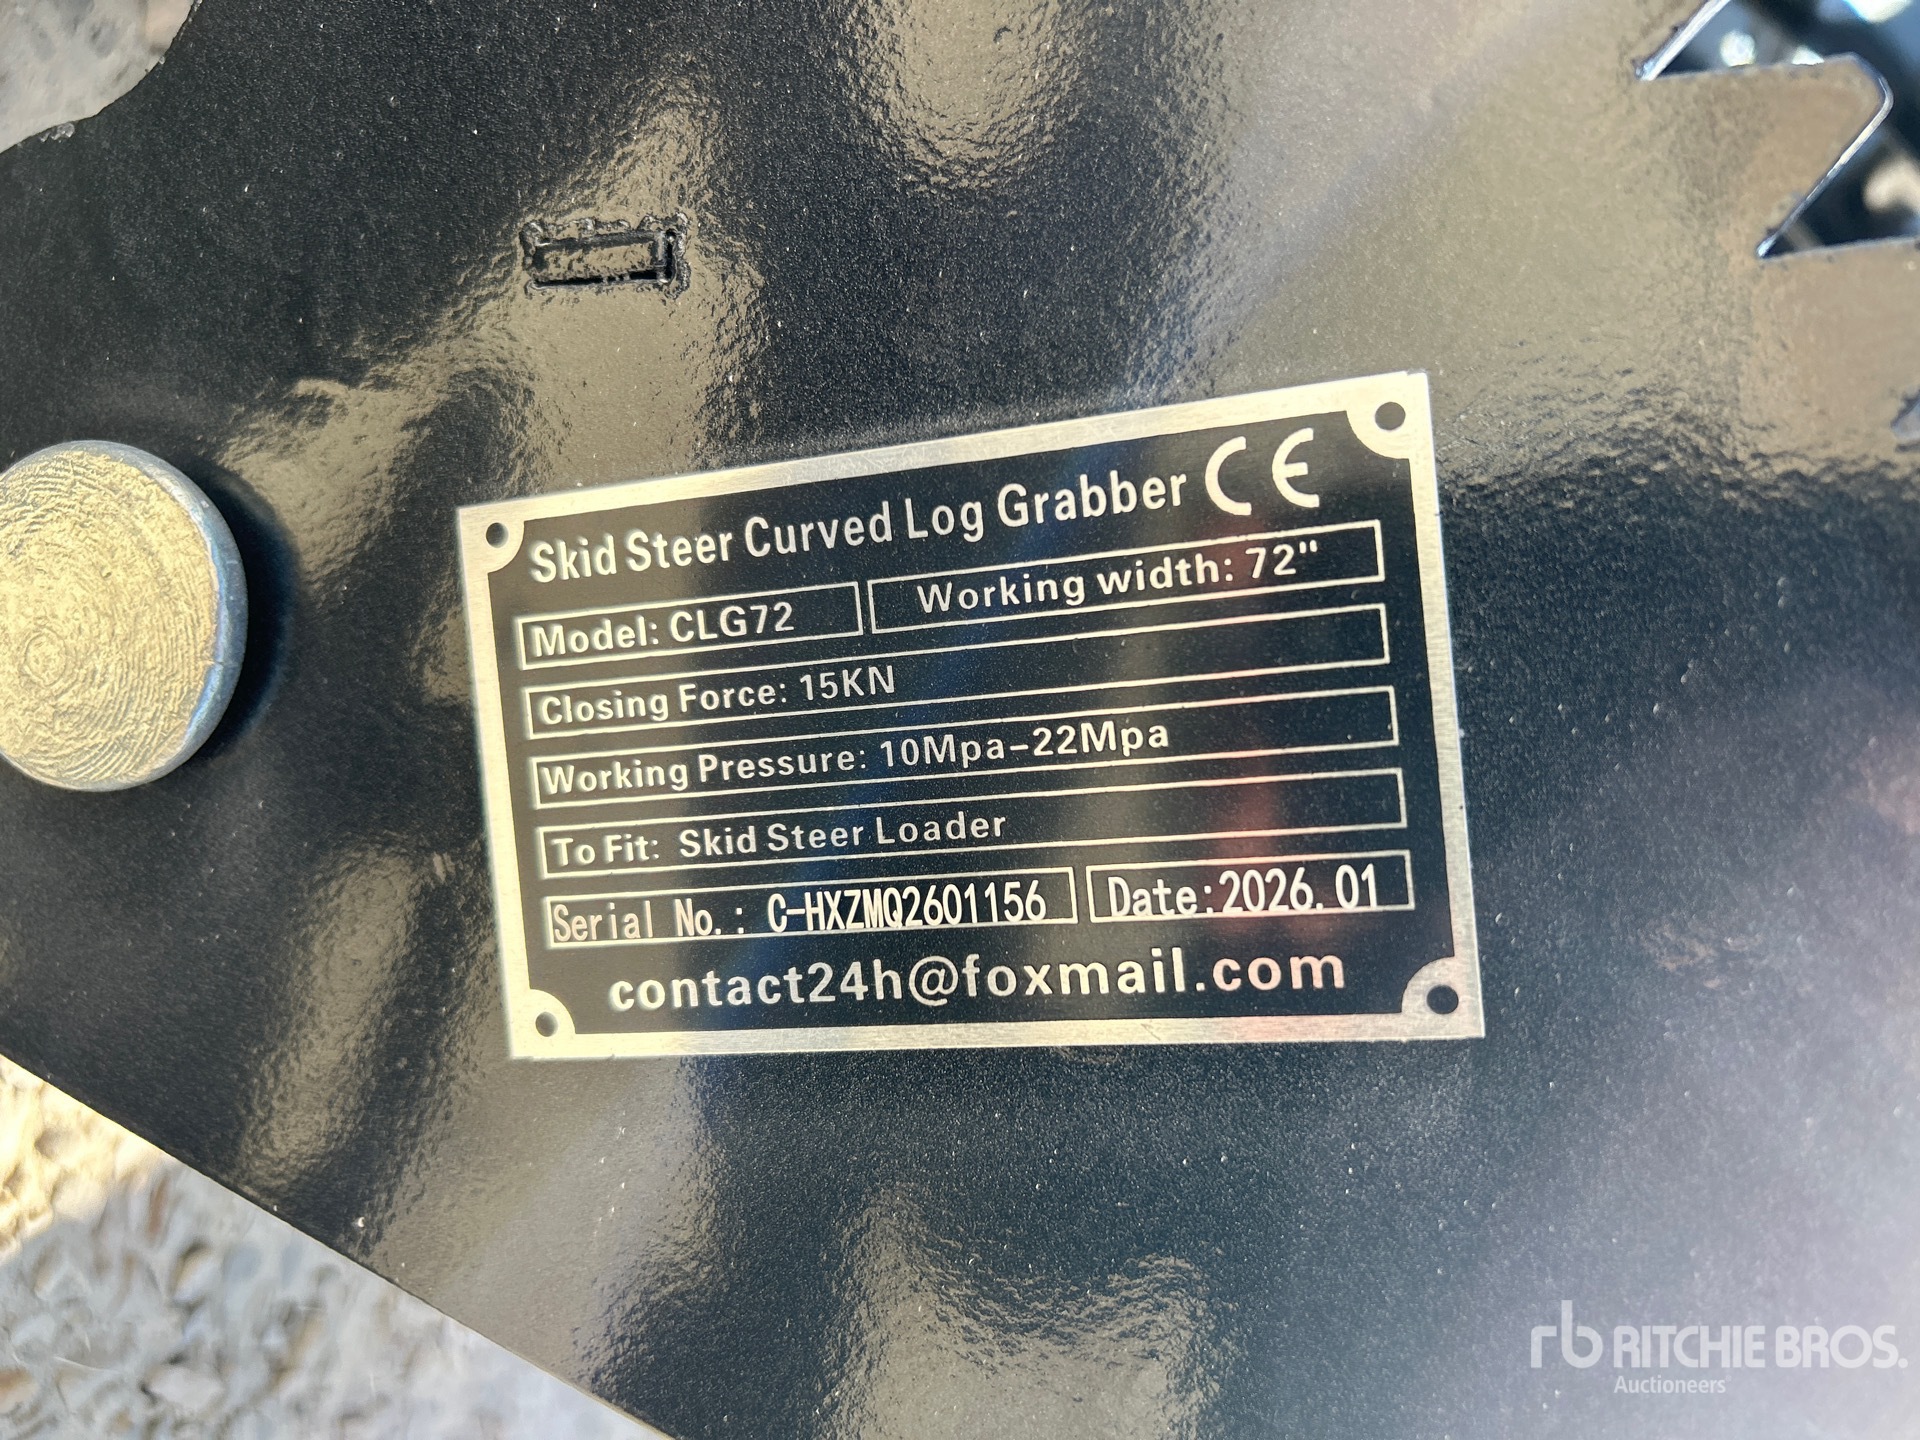 Skid Steer Curved Log Grabber CE
Model: CLG72
Working width: 72"
Closing Force: 15KN
Working Pressure: 10Mpa-22Mpa
To Fit: Skid Steer Loader
Serial No.: C-HXZMQ2601156
Date:2026.01
contact24h@foxmail.com
rb RITCHIE BROS.
Auctioneers